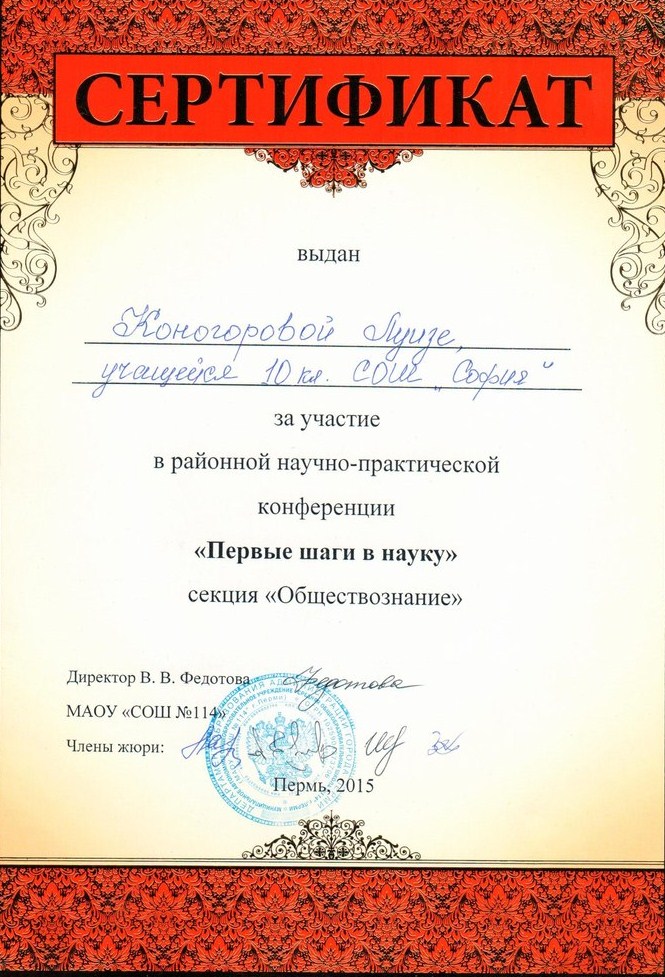 СЕРТИФИКАТ
выдан
Коногоровой Луизе,
учащейся 10 кл. СОШ „София"
за участие
в районной научно-практической
конференции
«Первые шаги в науку»
секция «Обществознание»
Директор В. В. Федотова Федотова
МАОУ «СОШ №114»
Члены жюри:
Пермь, 2015